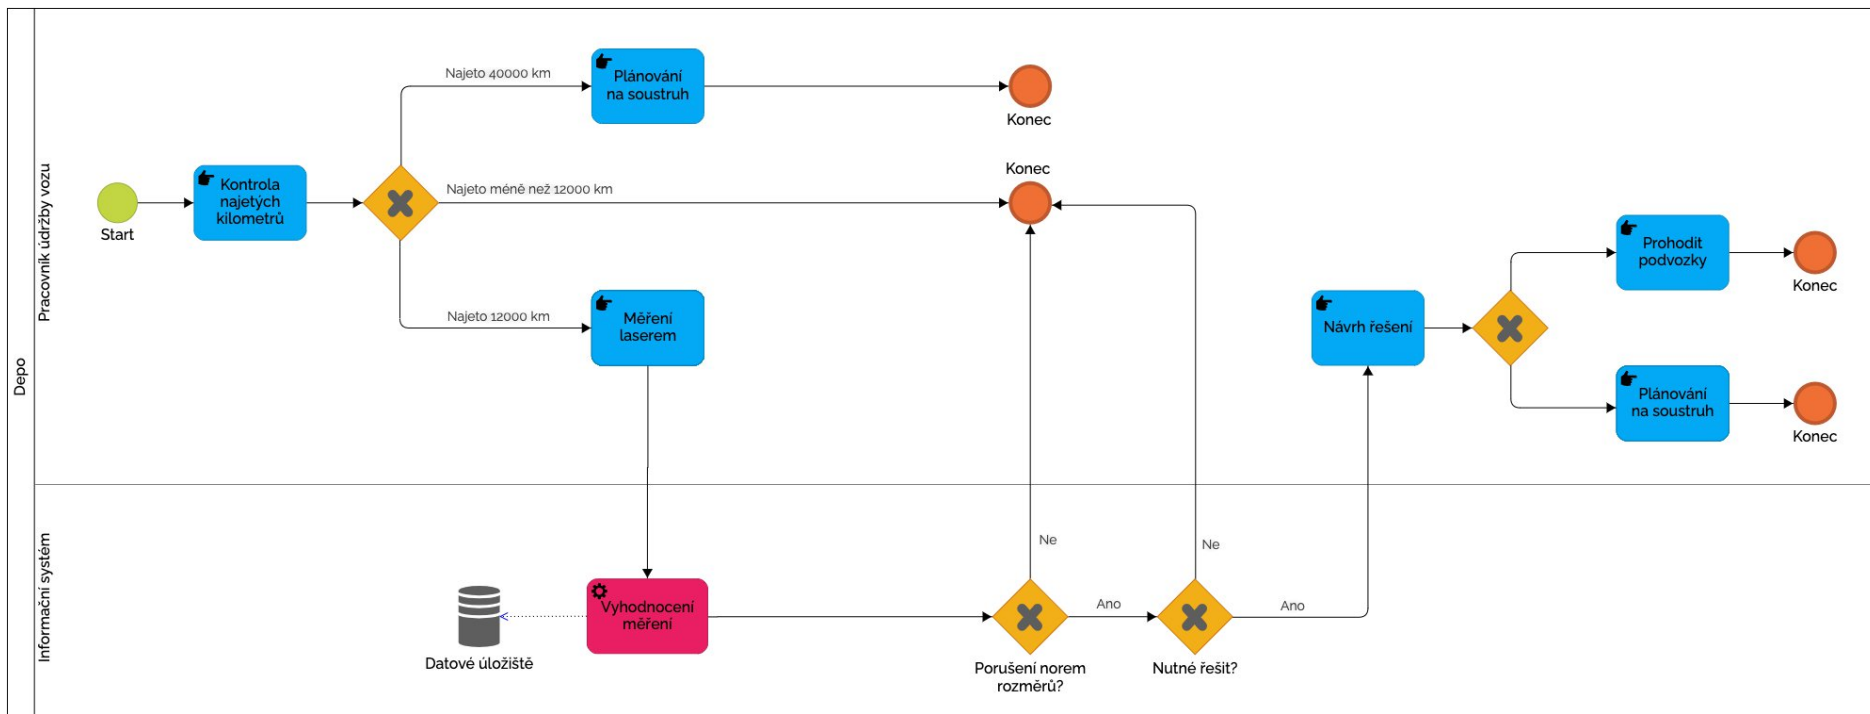 Depo
Pracovník údržby vozu
Start
Kontrola
najetých
kilometrů
Najeto 40000 km
Plánování
na soustruh
Konec
Najeto méně než 12000 km
Konec
Najeto 12000 km
Měření
laserem
Návrh řešení
Prohodit
podvozky
Konec
Plánování
na soustruh
Konec
Informační systém
Datové úložiště
Vyhodnocení
měření
Ne
Ano
Porušení norem
rozměrů?
Ne
Ano
Nutné řešit?